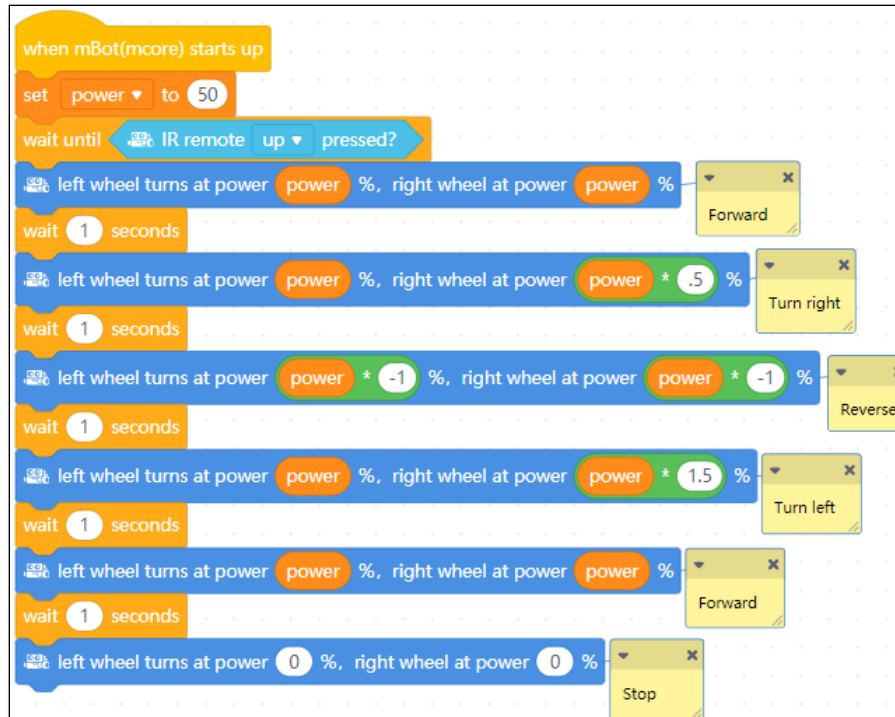 when mBot(mcore) starts up
set power to 50
wait until IR remote up pressed?
left wheel turns at power power %, right wheel at power power %
Forward
wait 1 seconds
left wheel turns at power power %, right wheel at power power * .5 %
Turn right
wait 1 seconds
left wheel turns at power power * -1 %, right wheel at power power * -1 %
Reverse
wait 1 seconds
left wheel turns at power power %, right wheel at power power * 1.5 %
Turn left
wait 1 seconds
left wheel turns at power power %, right wheel at power power %
Forward
wait 1 seconds
left wheel turns at power 0 %, right wheel at power 0 %
Stop